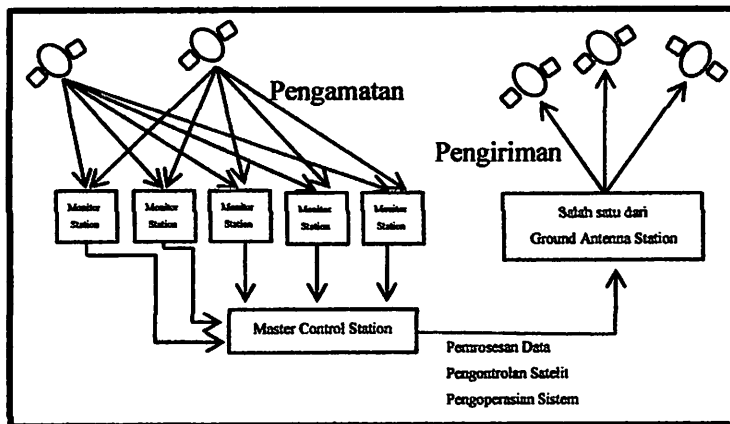 Pengamatan
Pengiriman
Monitor
Station
Monitor
Station
Monitor
Station
Monitor
Station
Monitor
Station
Salah satu dari
Ground Antenna Station
Master Control Station
Pemrosesan Data
Pengontrolan Satelit
Pengoperasian Sistem